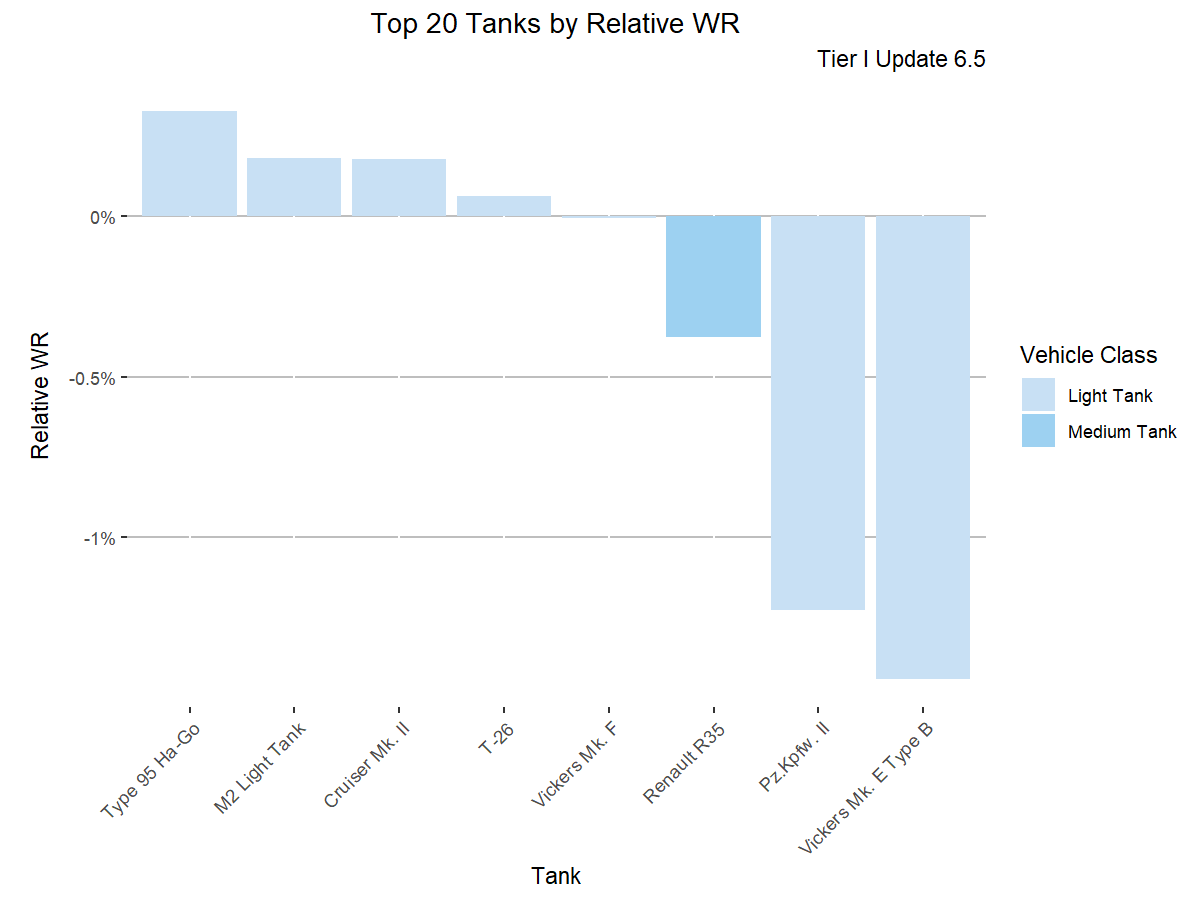 Top 20 Tanks by Relative WR
Tier I Update 6.5
Relative WR
0%
-0.5%
-1%
Type 95 Ha-Go
M2 Light Tank
Cruiser Mk. II
T-26
Vickers Mk. F
Renault R35
Pz.Kpfw. II
Vickers Mk. E Type B
Tank
Vehicle Class
Light Tank
Medium Tank